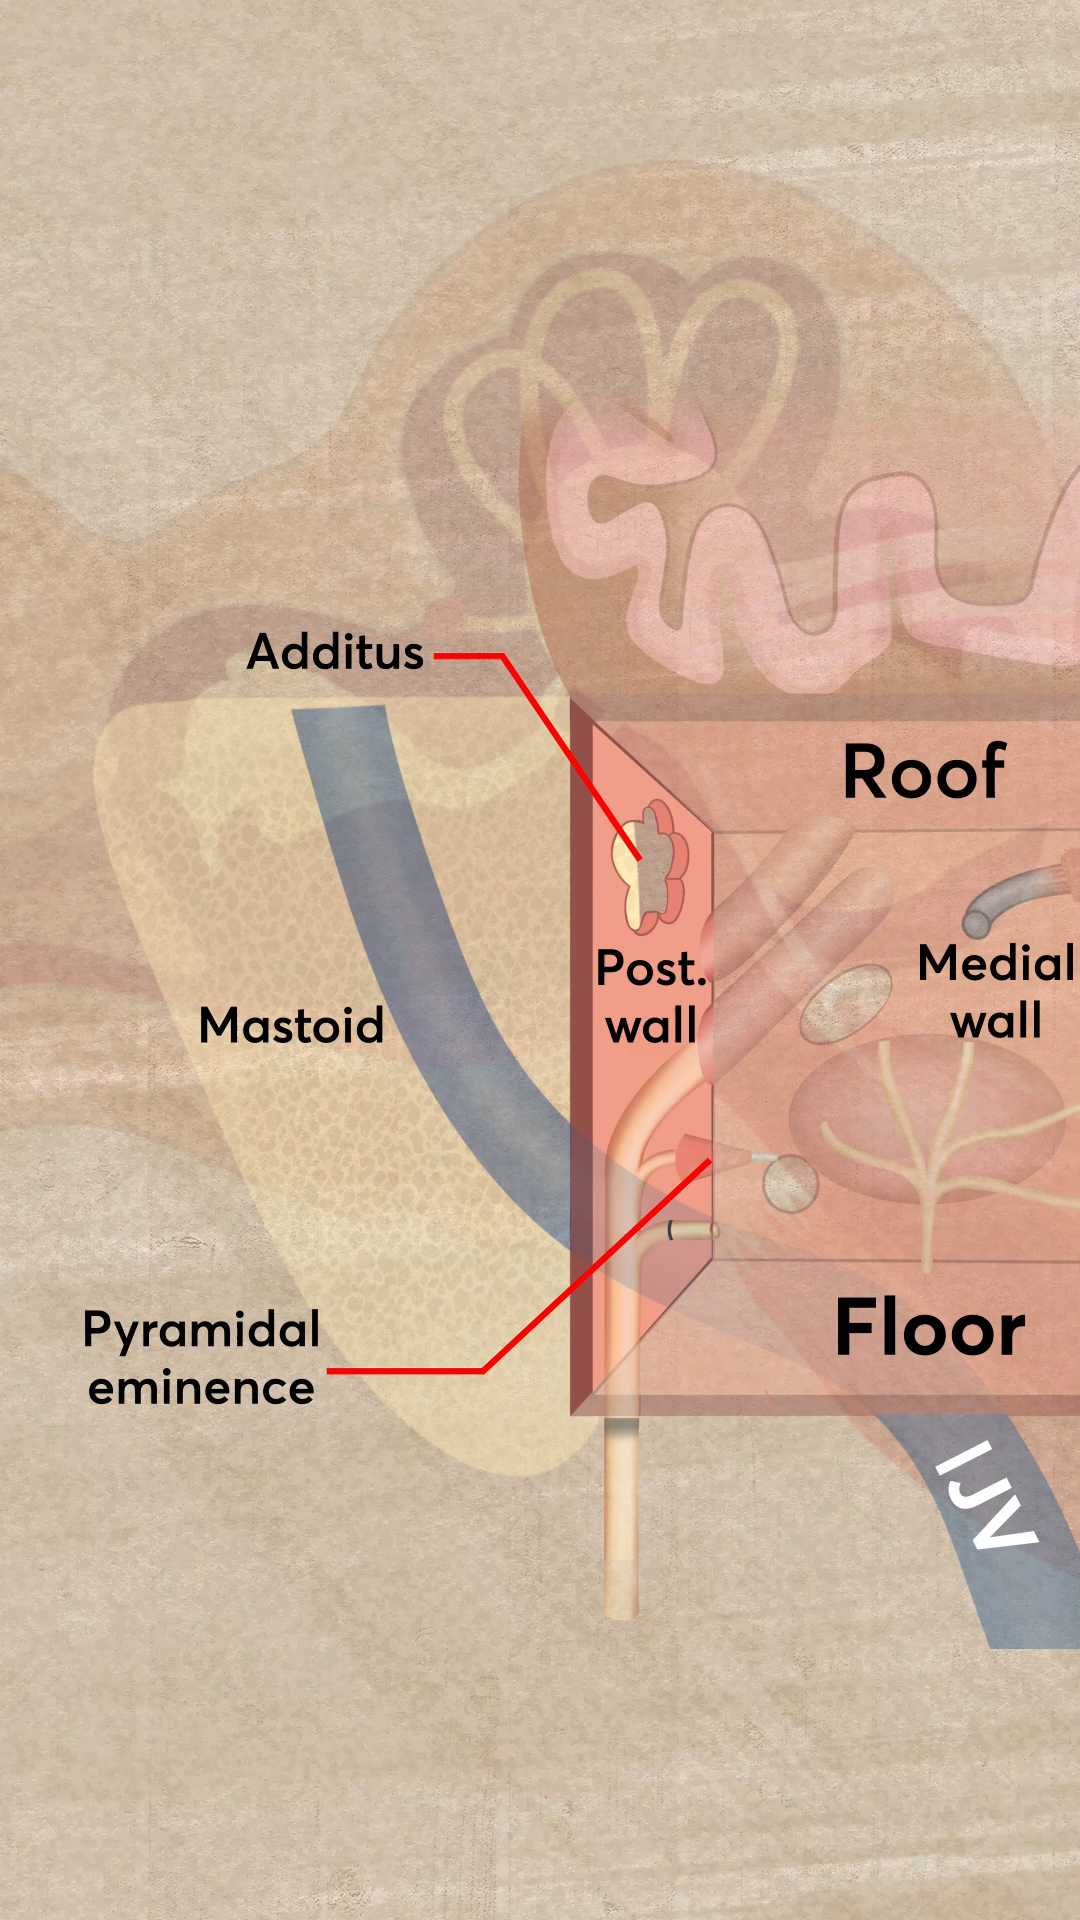 Additus
Roof
Post.
wall
Medial
wall
Mastoid
Pyramidal
eminence
Floor
IJV